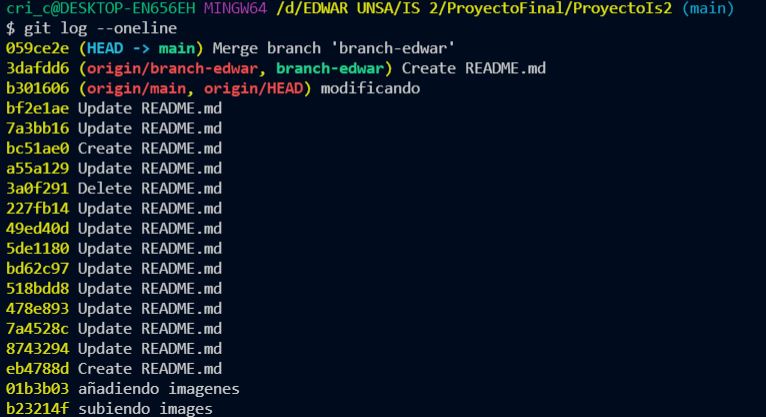 cri_c@DESKTOP-EN656EH MINGW64 /d/EDWAR UNSA/IS 2/ProyectoFinal/ProyectoIs2 (main)
$ git log --oneline
059ce2e (HEAD -> main) Merge branch 'branch-edwar'
3dafdd6 (origin/branch-edwar, branch-edwar) Create README.md
b301606 (origin/main, origin/HEAD) modificando
bf2e1ae Update README.md
7a3bb16 Update README.md
bc51ae0 Create README.md
a55a129 Update README.md
3a0f291 Delete README.md
227fb14 Update README.md
49ed40d Update README.md
5de1180 Update README.md
bd62c97 Update README.md
518bdd8 Update README.md
478e893 Update README.md
7a4528c Update README.md
8743294 Update README.md
eb4788d Create README.md
01b3b03 añadiendo imagenes
b23214f subiendo images